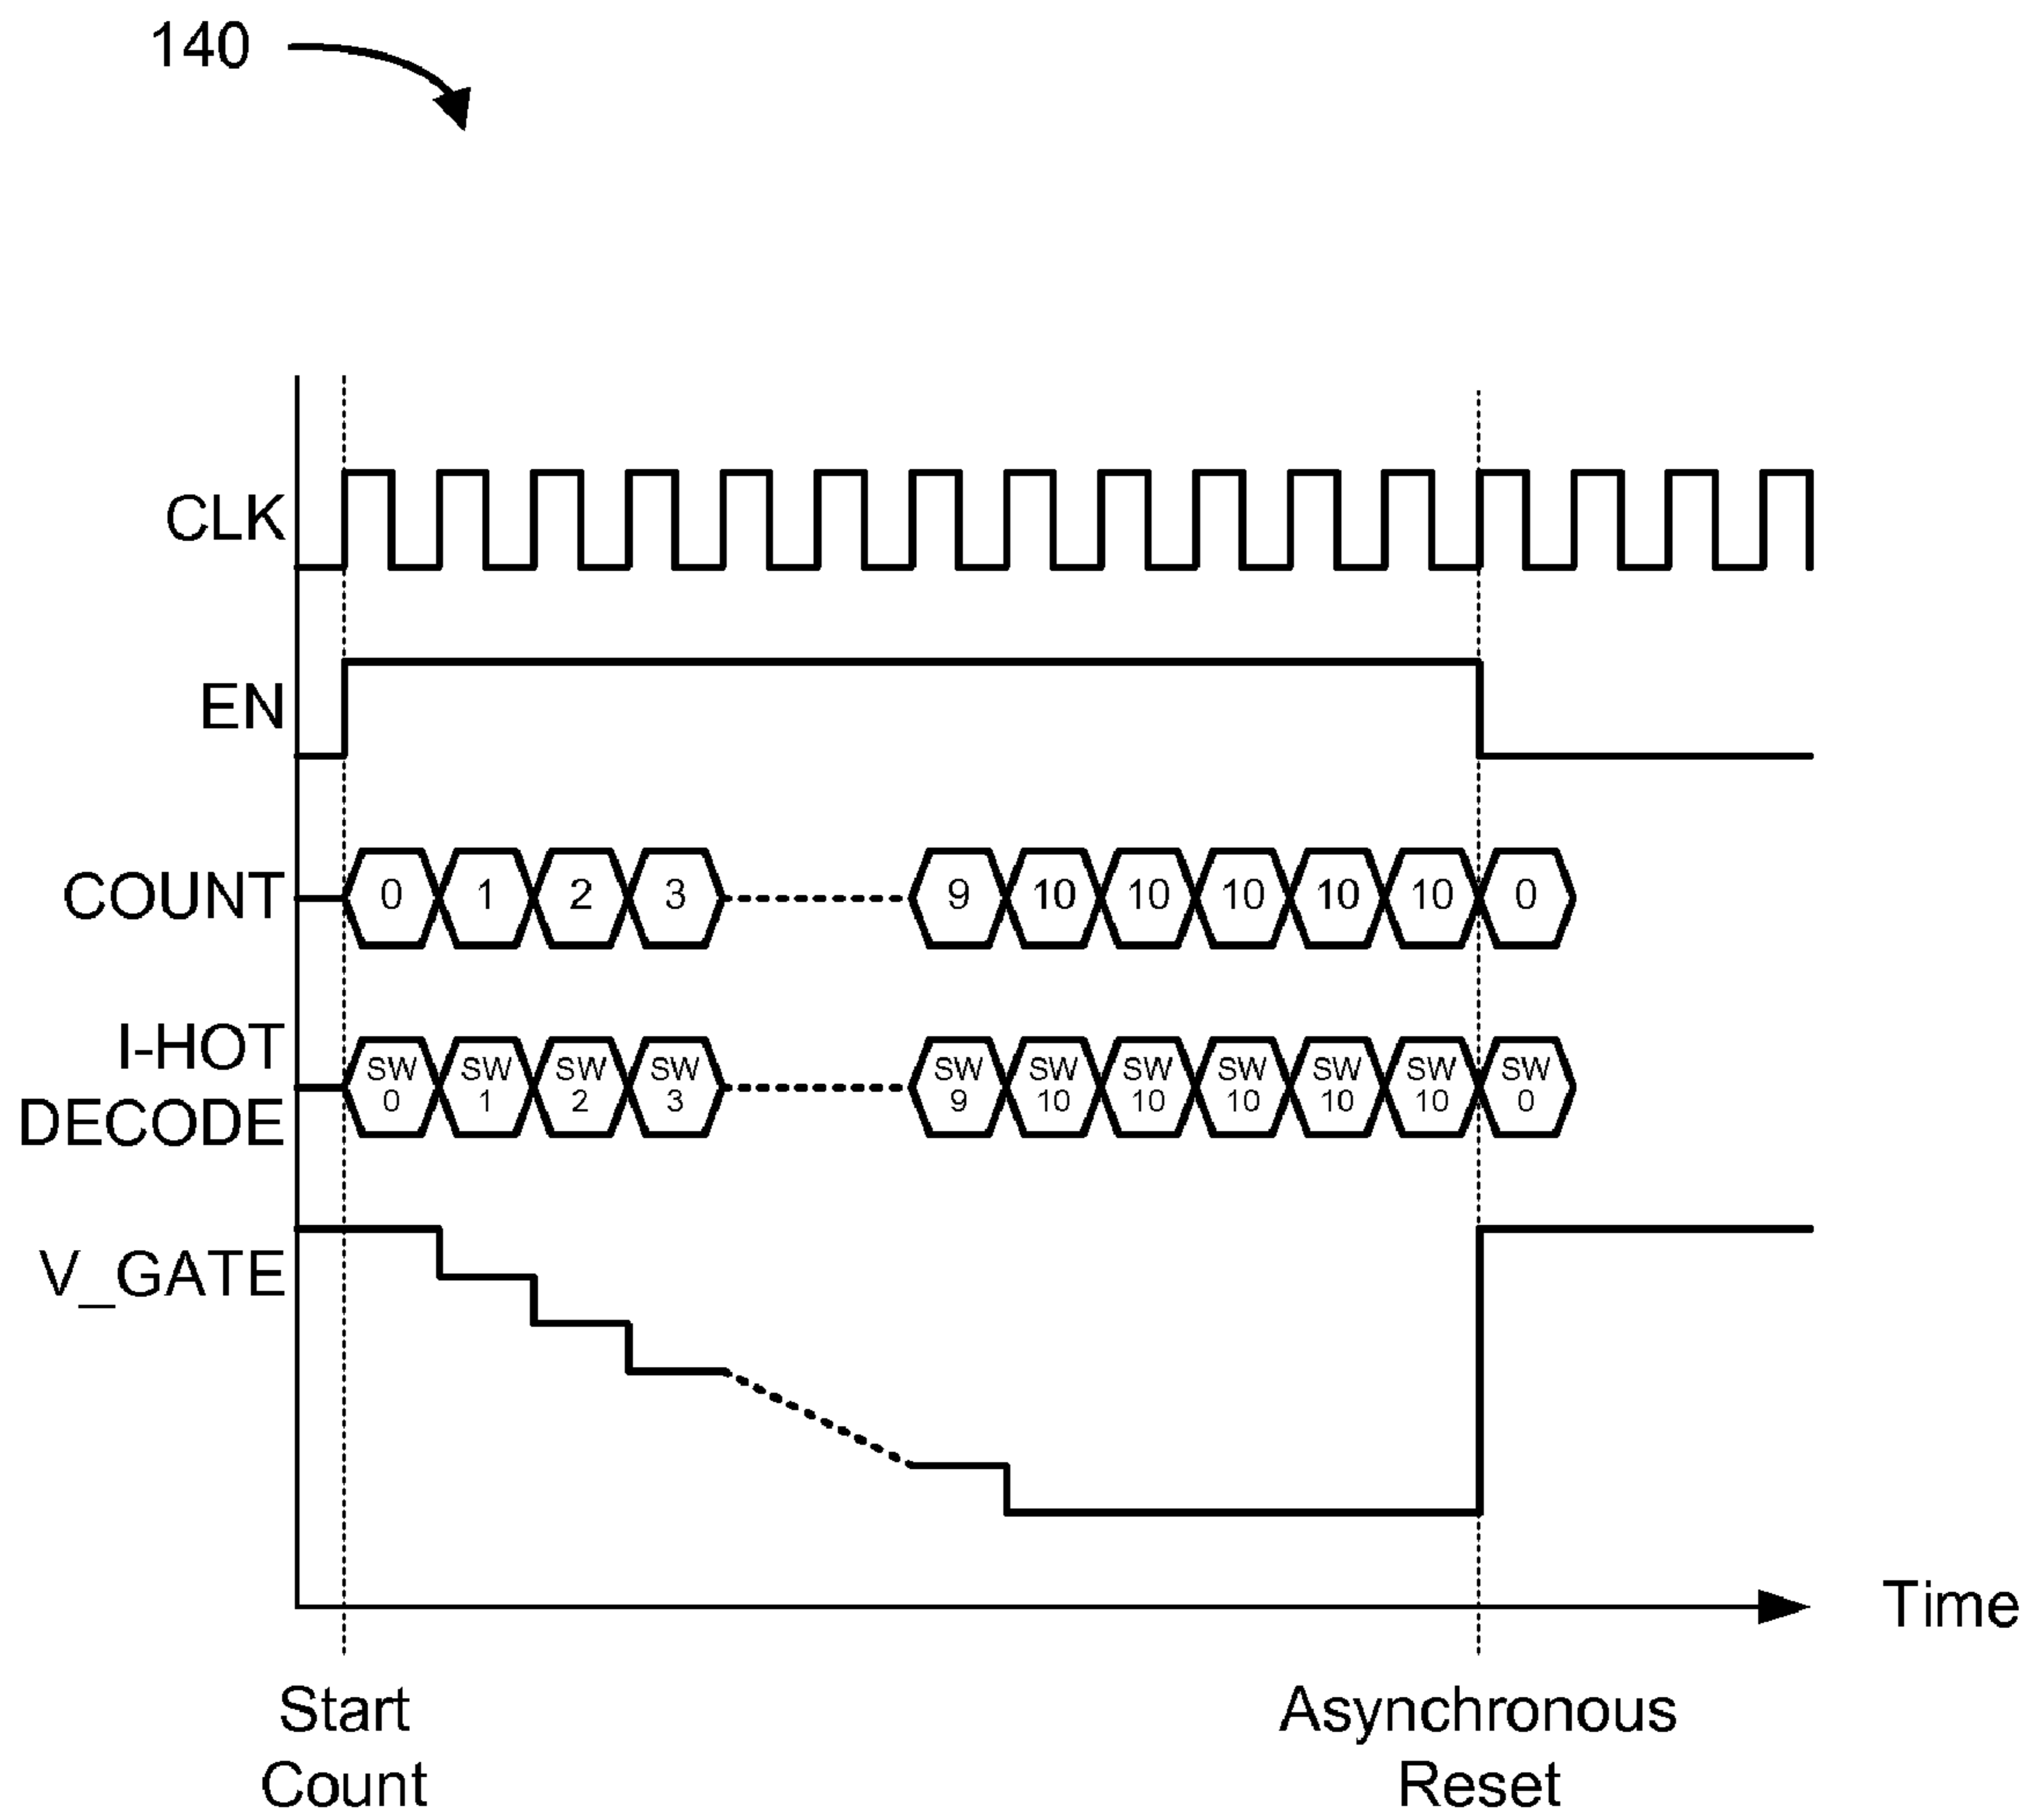 140
CLK
EN
COUNT
0 1 2 3 9 10 10 10 10 10 0
I-HOT
DECODE
SW SW SW SW SW SW SW SW SW SW SW
0 1 2 3 9 10 10 10 10 10 0
V_GATE
Time
Start
Count
Asynchronous
Reset